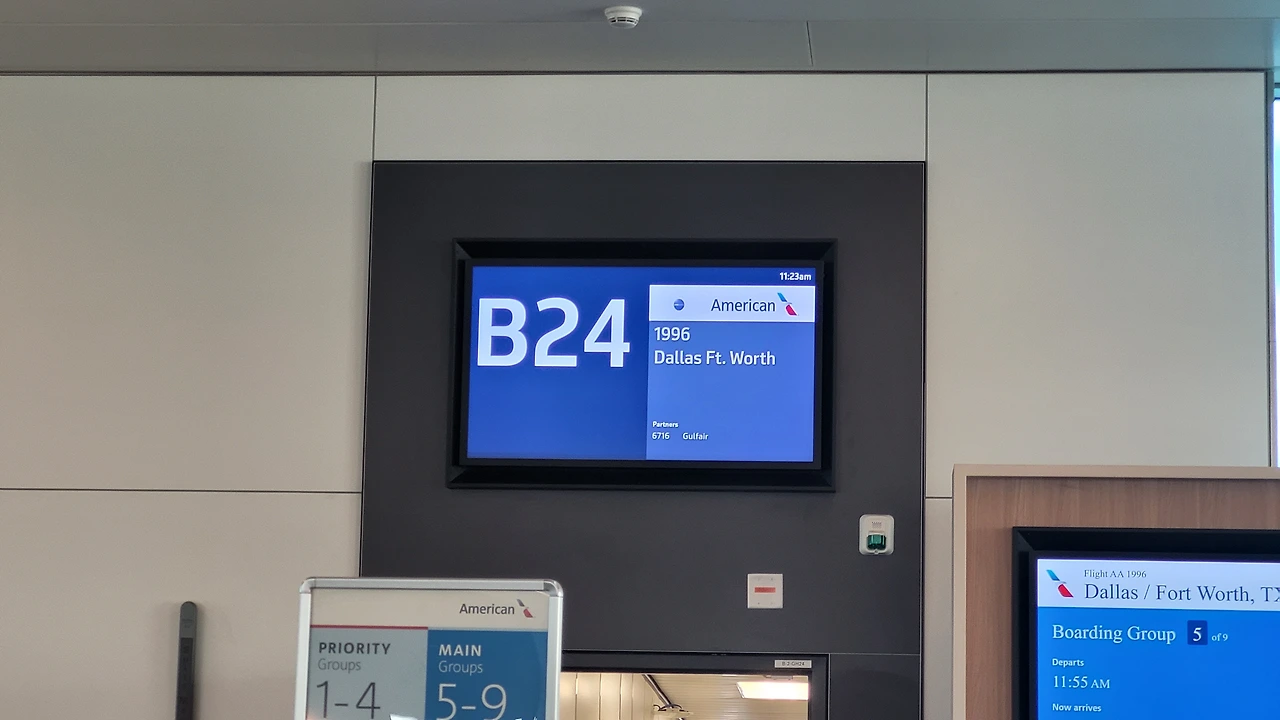 11:23am
B24
American
1996
Dallas Ft. Worth
Partners
6716 Gulfair
American
PRIORITY
Groups
1-4
MAIN
Groups
5-9
Flight AA 1996
Dallas / Fort Worth, TX
Boarding Group 5 of 9
Departs
11:55 AM
Now arrives